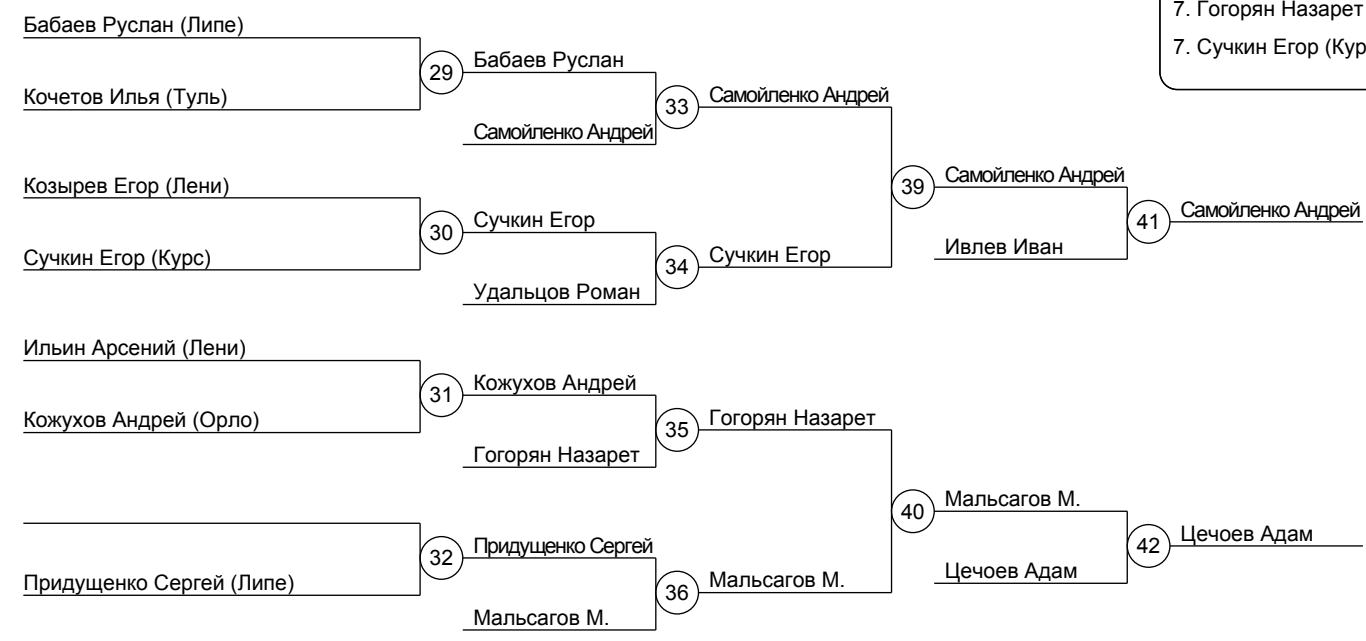 7. Гогорян Назарет
7. Сучкин Егор (Кур
Бабаев Руслан (Липе)
29
Бабаев Руслан
Кочетов Илья (Туль)
33
Самойленко Андрей
Самойленко Андрей
Козырев Егор (Лени)
39
Самойленко Андрей
30
Сучкин Егор
41
Самойленко Андрей
Сучкин Егор (Курс)
34
Сучкин Егор
Ивлев Иван
Удальцов Роман
Ильин Арсений (Лени)
31
Кожухов Андрей
Кожухов Андрей (Орло)
35
Гогорян Назарет
Гогорян Назарет
40
Мальсагов М.
32
Придущенко Сергей
42
Цечоев Адам
Придущенко Сергей (Липе)
36
Мальсагов М.
Цечоев Адам
Мальсагов М.